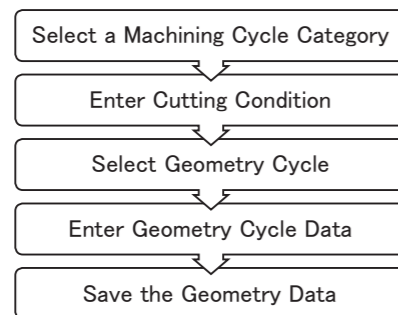 Select a Machining Cycle Category
Enter Cutting Condition
Select Geometry Cycle
Enter Geometry Cycle Data
Save the Geometry Data